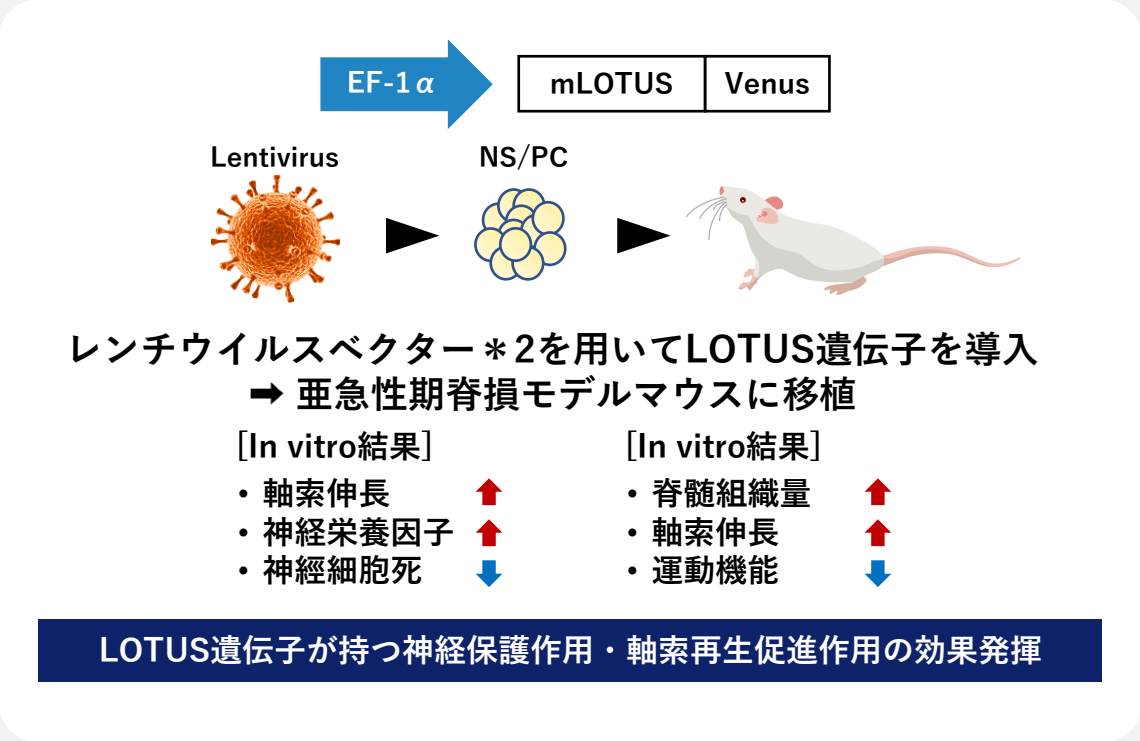 EF-1α
mLOTUS
Venus
Lentivirus
NS/PC
レンチウイルスベクター＊2を用いてLOTUS遺伝子を導入
➡ 亜急性期脊損モデルマウスに移植
[In vitro結果]
・軸索伸長
・神経栄養因子
・神經細胞死
[In vitro結果]
・脊髄組織量
・軸索伸長
・運動機能
LOTUS遺伝子が持つ神経保護作用・軸索再生促進作用の効果発揮